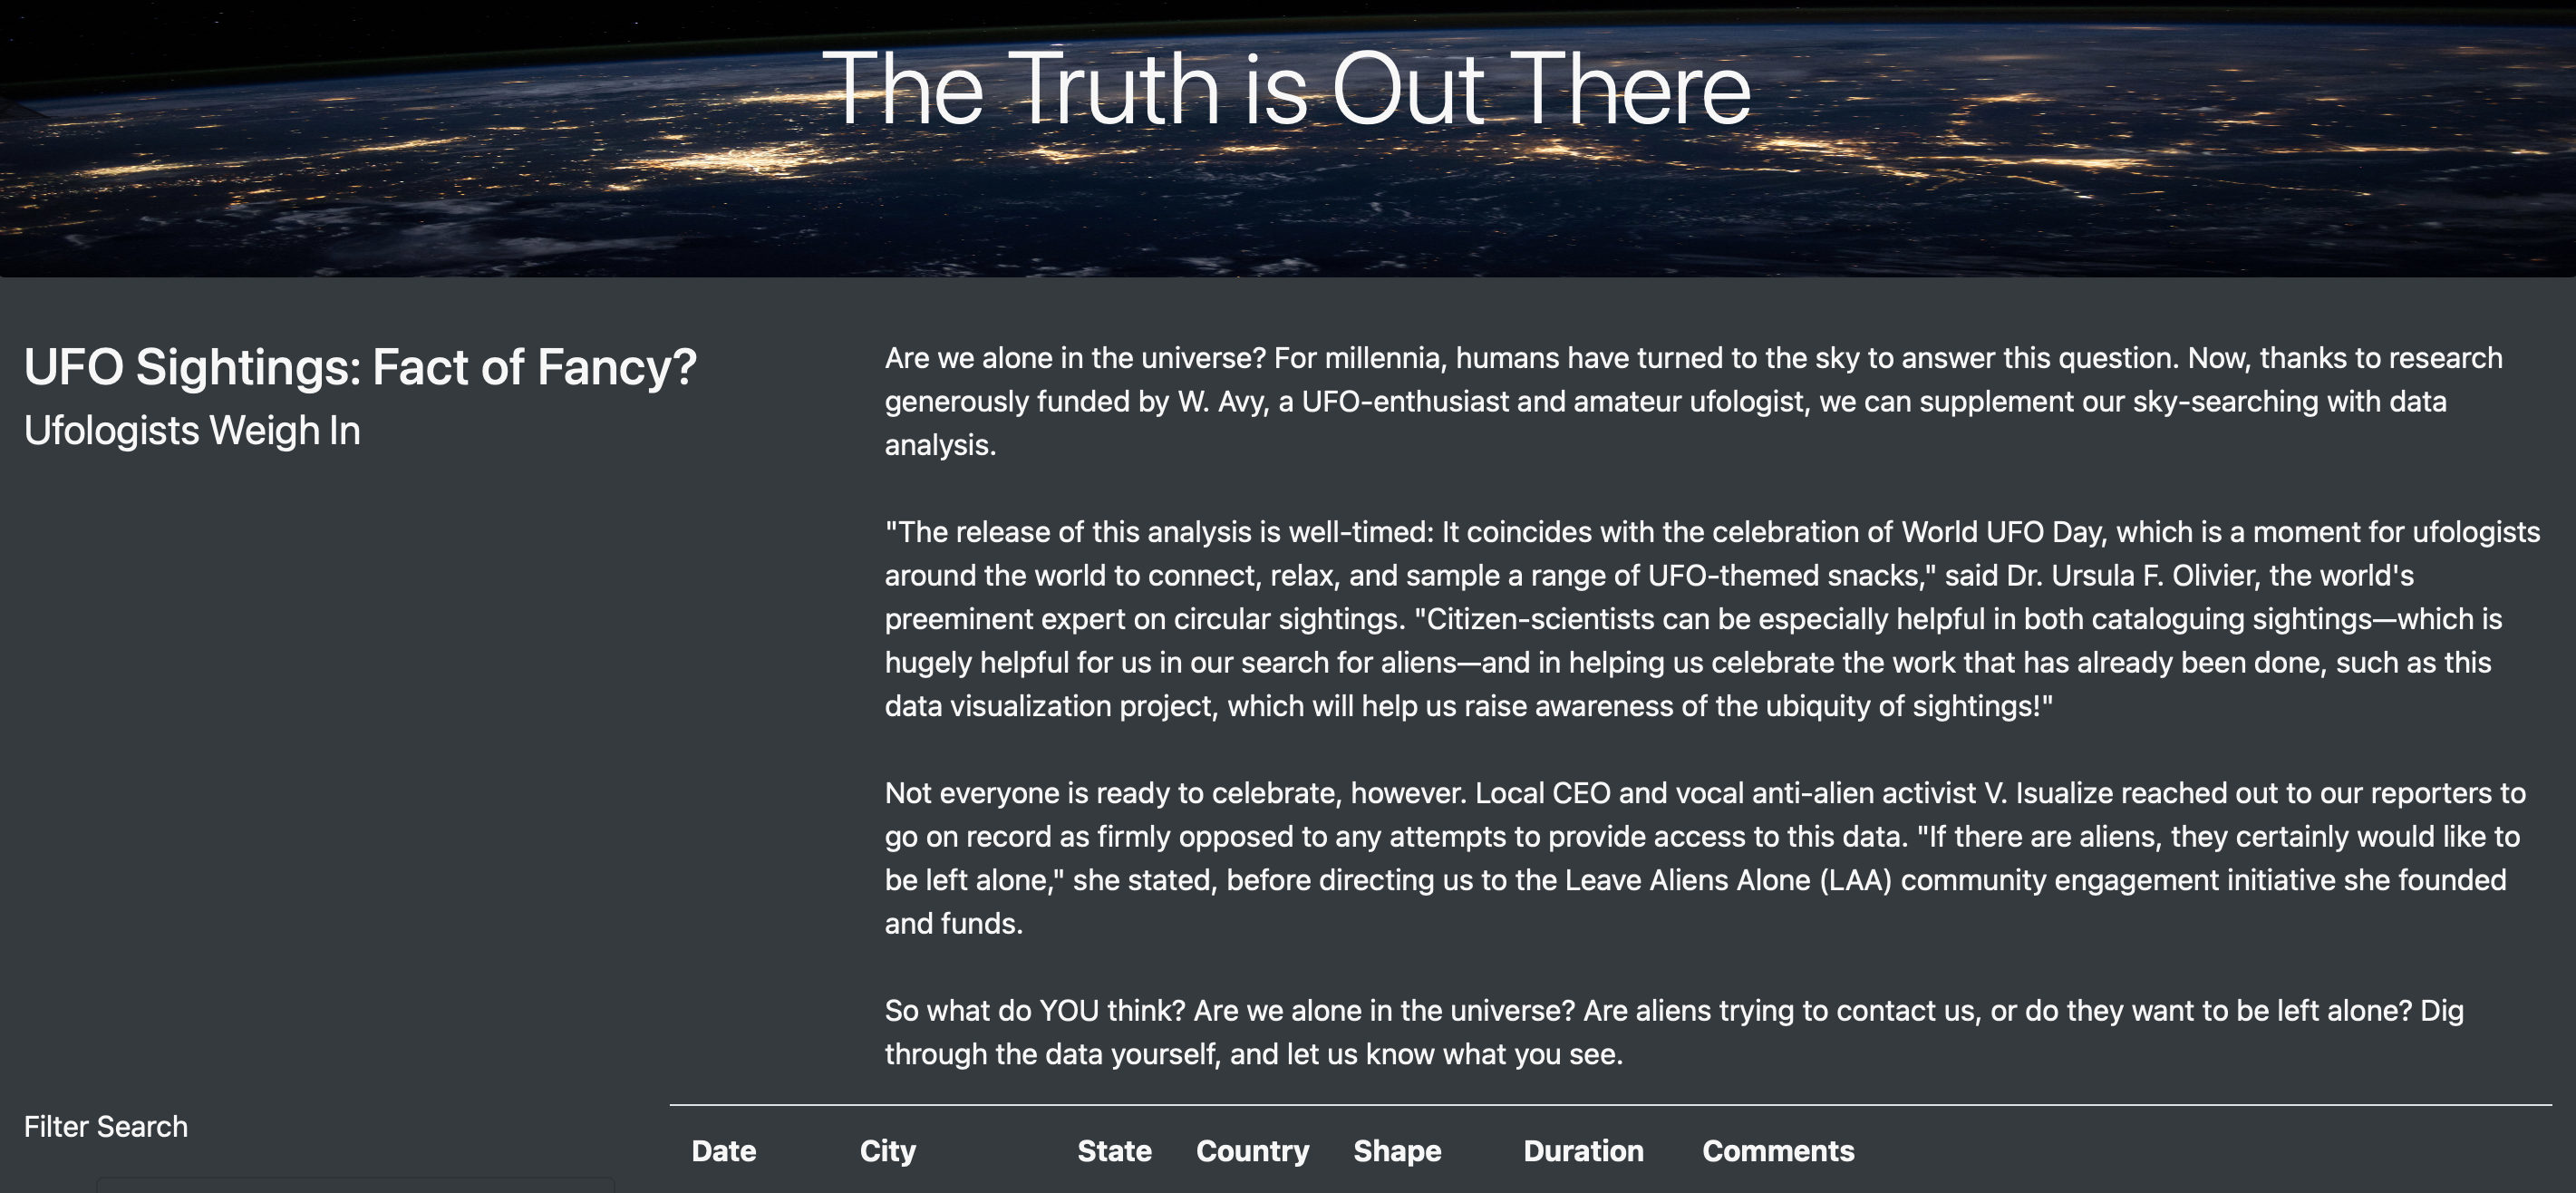 The Truth is Out There
UFO Sightings: Fact of Fancy?
Ufologists Weigh In
Are we alone in the universe? For millennia, humans have turned to the sky to answer this question. Now, thanks to research
generously funded by W. Avy, a UFO-enthusiast and amateur ufologist, we can supplement our sky-searching with data
analysis.
"The release of this analysis is well-timed: It coincides with the celebration of World UFO Day, which is a moment for ufologists
around the world to connect, relax, and sample a range of UFO-themed snacks," said Dr. Ursula F. Olivier, the world's
preeminent expert on circular sightings. "Citizen-scientists can be especially helpful in both cataloguing sightings—which is
hugely helpful for us in our search for aliens—and in helping us celebrate the work that has already been done, such as this
data visualization project, which will help us raise awareness of the ubiquity of sightings!"
Not everyone is ready to celebrate, however. Local CEO and vocal anti-alien activist V. Isualize reached out to our reporters to
go on record as firmly opposed to any attempts to provide access to this data. "If there are aliens, they certainly would like to
be left alone," she stated, before directing us to the Leave Aliens Alone (LAA) community engagement initiative she founded
and funds.
So what do YOU think? Are we alone in the universe? Are aliens trying to contact us, or do they want to be left alone? Dig
through the data yourself, and let us know what you see.
Filter Search
Date City State Country Shape Duration Comments